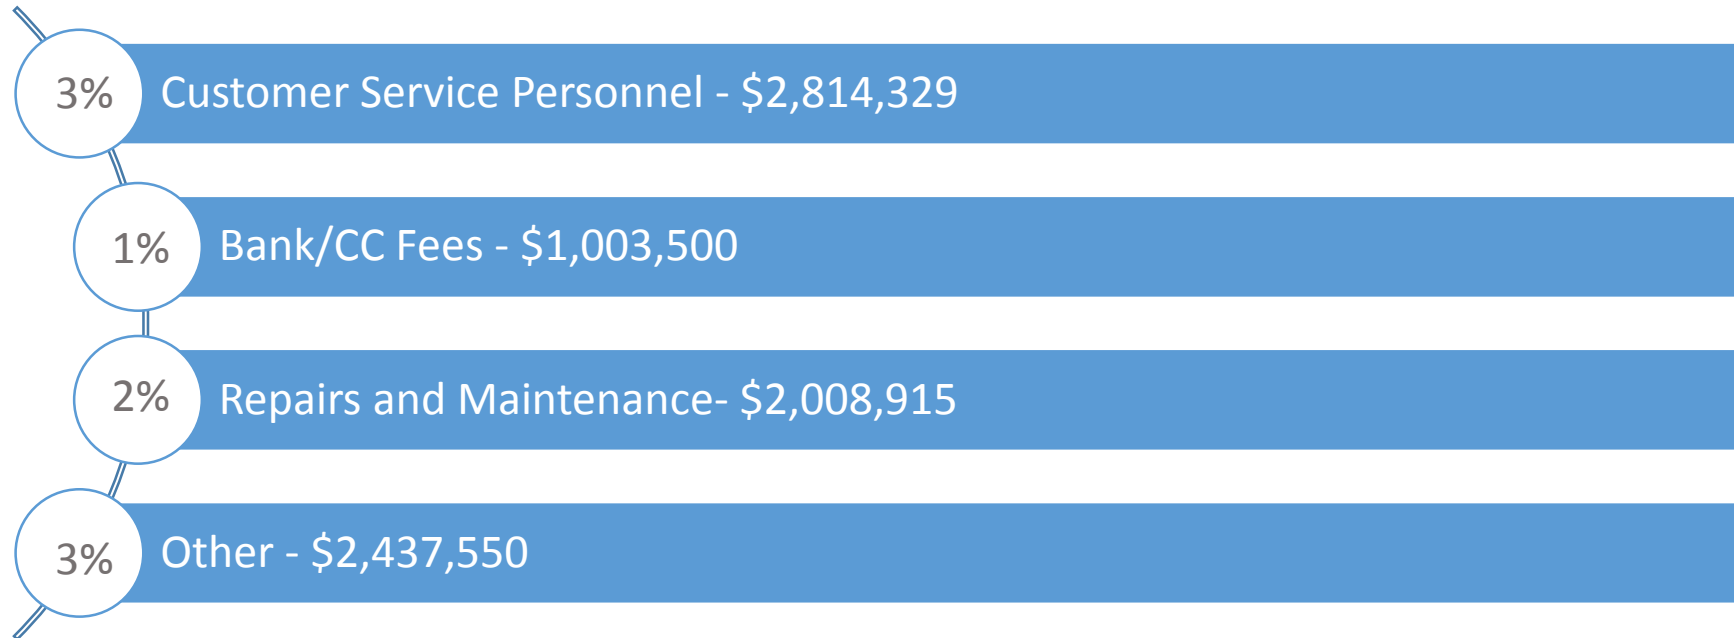 3%
Customer Service Personnel - $2,814,329
1%
Bank/CC Fees - $1,003,500
2%
Repairs and Maintenance- $2,008,915
3%
Other - $2,437,550